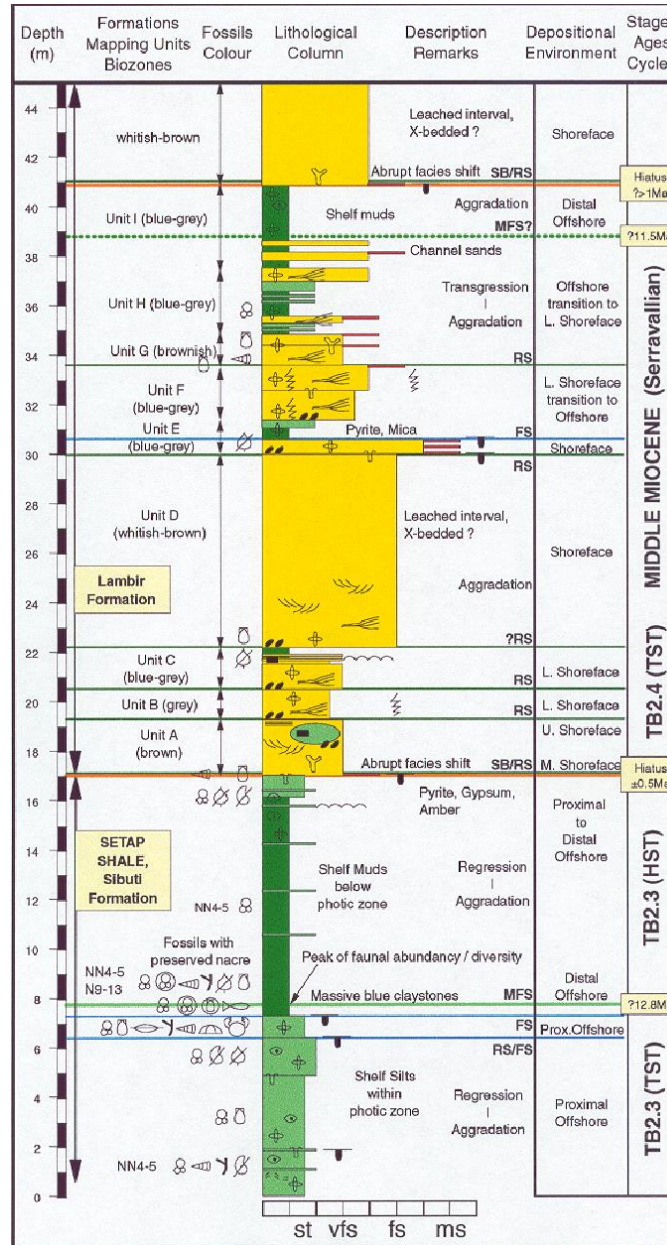 Depth
(m)
Formations
Mapping Units
Biozones
Fossils
Colour
Lithological
Column
Description
Remarks
Depositional
Environment
Stage
Ages
Cycle
44
42
40
38
36
34
32
30
28
26
24
22
20
18
16
14
12
10
8
6
4
2
0
whitish-brown
Leached interval,
X-bedded ?
Shoreface
Abrupt facies shift
SB/RS
Hiatus
?>1Ma
Unit I (blue-grey)
Shelf muds
Aggradation
MFS?
Distal
Offshore
?11.5Ma
Channel sands
Unit H (blue-grey)
Transgression
I
Aggradation
Offshore
transition to
L. Shoreface
Unit G (brownish)
RS
Unit F
(blue-grey)
L. Shoreface
transition to
Offshore
Unit E
(blue-grey)
Pyrite, Mica
FS
Shoreface
RS
Unit D
(whitish-brown)
Leached interval,
X-bedded ?
Shoreface
Aggradation
Lambir
Formation
?RS
Unit C
(blue-grey)
RS
L. Shoreface
Unit B (grey)
RS
L. Shoreface
Unit A
(brown)
U. Shoreface
Abrupt facies shift
SB/RS
M. Shoreface
Hiatus
±0.5Ma
MIDDLE MIOCENE (Serravallian)
TB2.4 (TST)
Pyrite, Gypsum,
Amber
Proximal
to
Distal
Offshore
SETAP
SHALE,
Sibuti
Formation
NN4-5
Shelf Muds
below
photic zone
Regression
I
Aggradation
TB2.3 (HST)
Fossils with
preserved nacre
Peak of faunal abundance / diversity
NN4-5
N9-13
Massive blue claystones
MFS
Distal
Offshore
?12.8Ma
FS
Prox.Offshore
RS/FS
Shelf Silts
within
photic zone
Regression
I
Aggradation
Proximal
Offshore
TB2.3 (TST)
NN4-5
st vfs fs ms